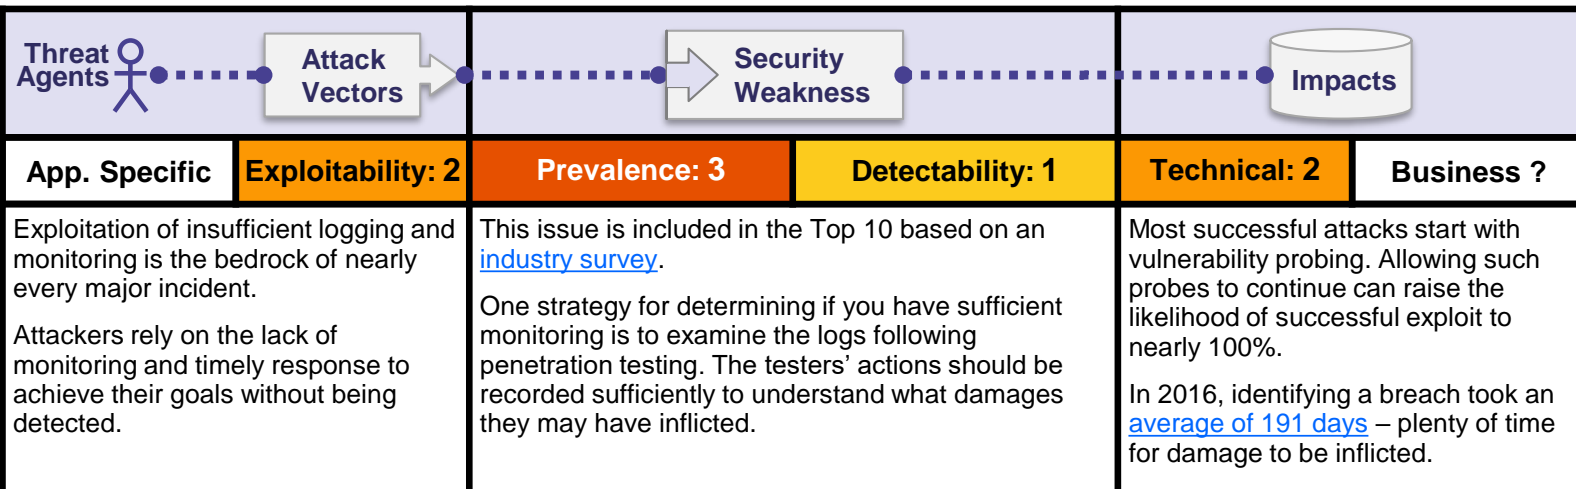 Threat
Agents
Attack
Vectors
Security
Weakness
Impacts
App. Specific
Exploitability: 2
Prevalence: 3
Detectability: 1
Technical: 2
Business ?
Exploitation of insufficient logging and
monitoring is the bedrock of nearly
every major incident.
Attackers rely on the lack of
monitoring and timely response to
achieve their goals without being
detected.
This issue is included in the Top 10 based on an
industry survey.
One strategy for determining if you have sufficient
monitoring is to examine the logs following
penetration testing. The testers’ actions should be
recorded sufficiently to understand what damages
they may have inflicted.
Most successful attacks start with
vulnerability probing. Allowing such
probes to continue can raise the
likelihood of successful exploit to
nearly 100%.
In 2016, identifying a breach took an
average of 191 days – plenty of time
for damage to be inflicted.